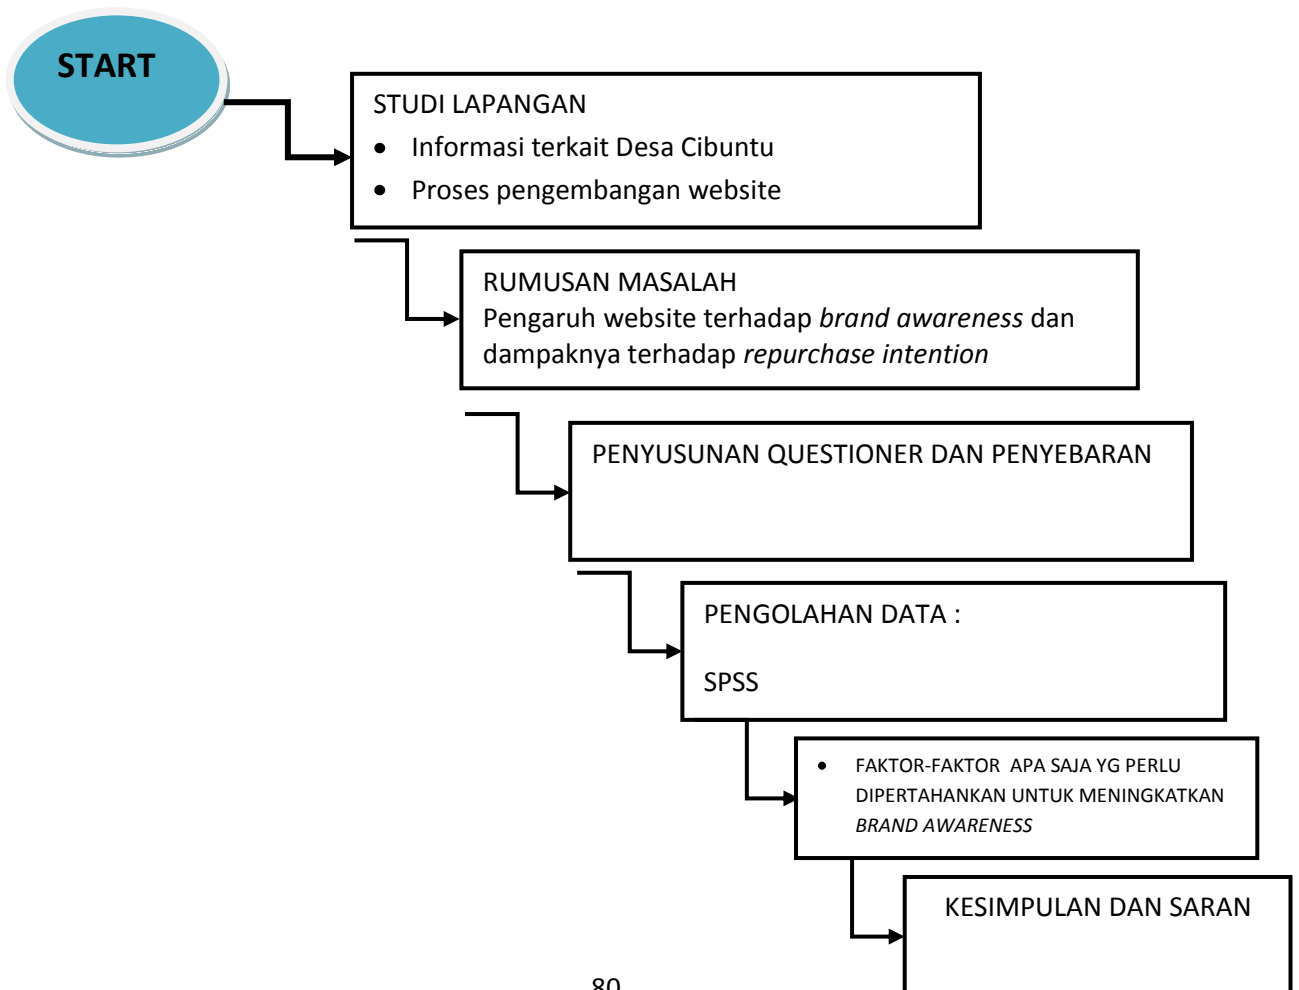 START
STUDI LAPANGAN
• Informasi terkait Desa Cibuntu
• Proses pengembangan website
RUMUSAN MASALAH
Pengaruh website terhadap brand awareness dan
dampaknya terhadap repurchase intention
PENYUSUNAN QUESTIONER DAN PENYEBARAN
PENGOLAHAN DATA :
SPSS
• FAKTOR-FAKTOR APA SAJA YG PERLU
DIPERTAHANKAN UNTUK MENINGKATKAN
BRAND AWARENESS
KESIMPULAN DAN SARAN
80